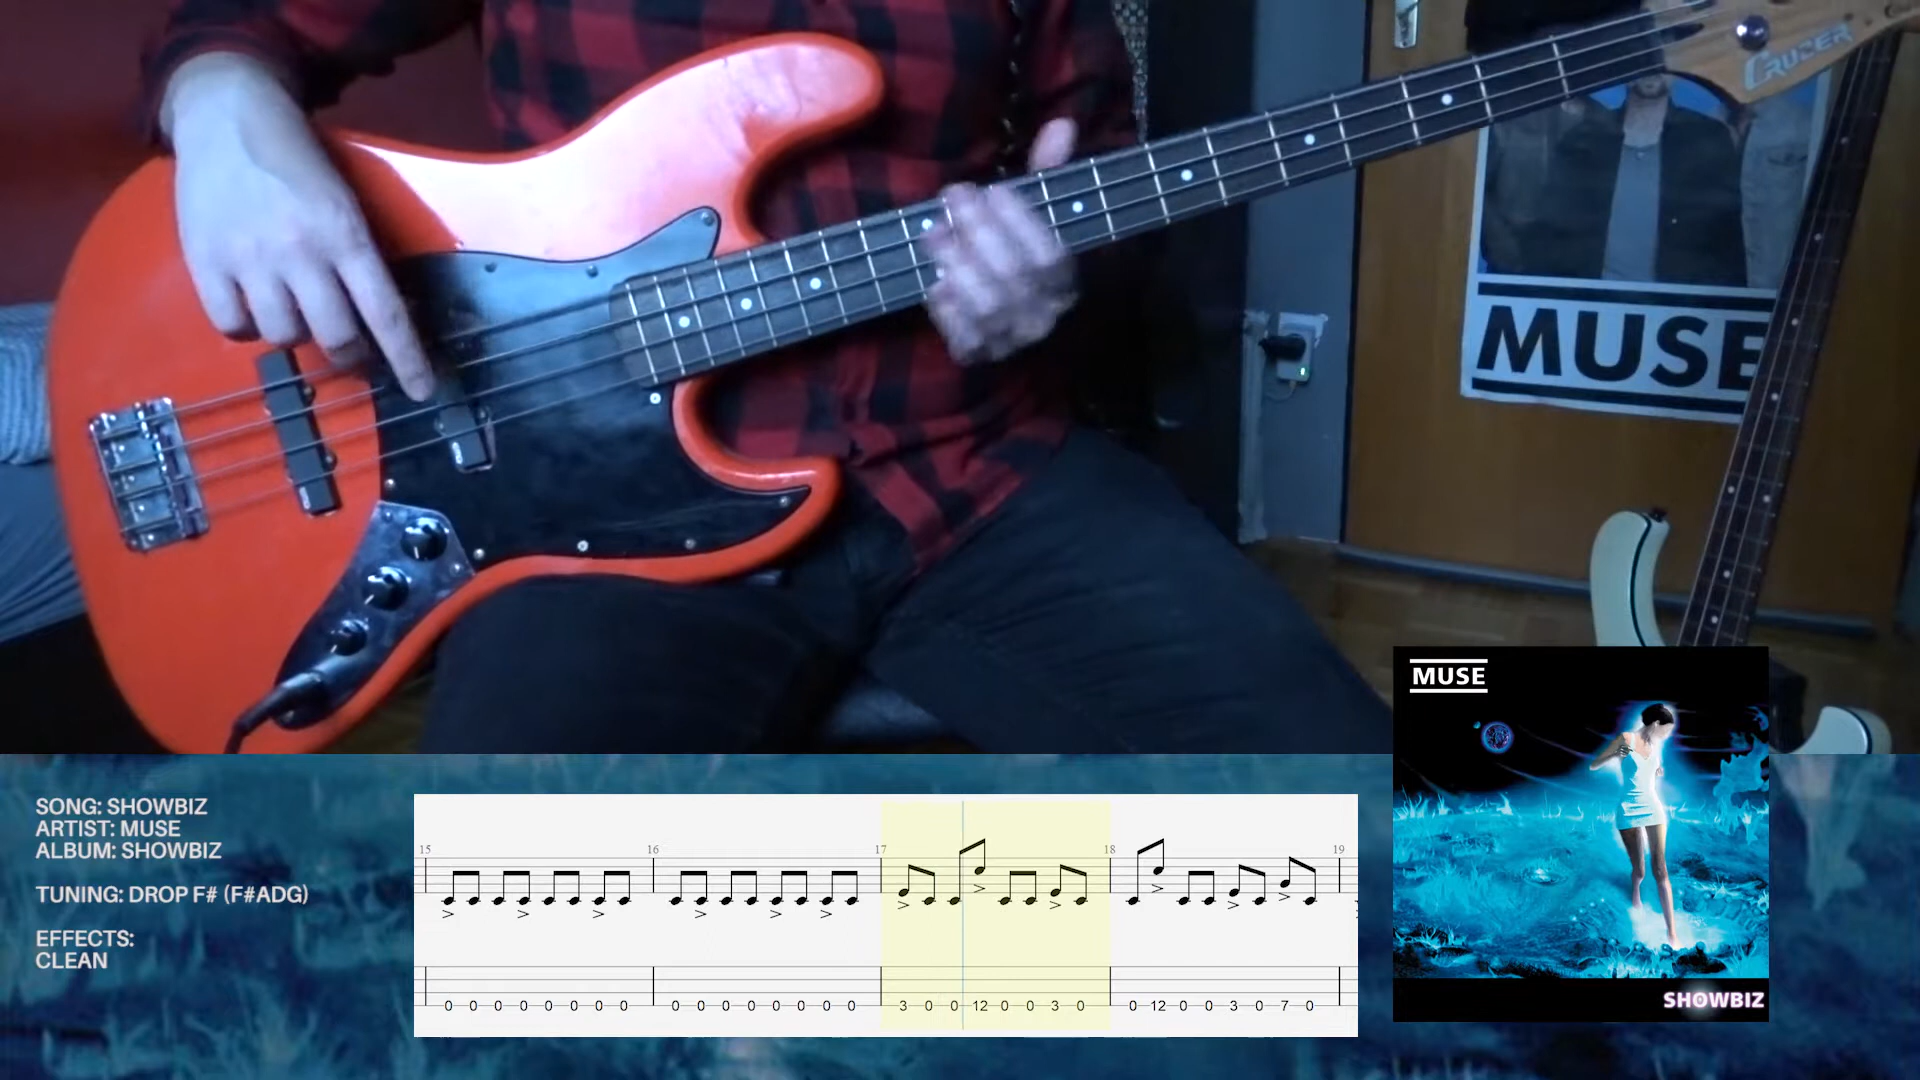 CRUZER
MUSE
MUSE
SHOWBIZ
SONG: SHOWBIZ
ARTIST: MUSE
ALBUM: SHOWBIZ
TUNING: DROP F# (F#ADG)
EFFECTS:
CLEAN
15 16 17 18 19
0 0 0 0 0 0 0 0 0 0 0 0 0 0 0 0 3 0 0 12 0 0 3 0 0 12 0 0 3 0 7 0